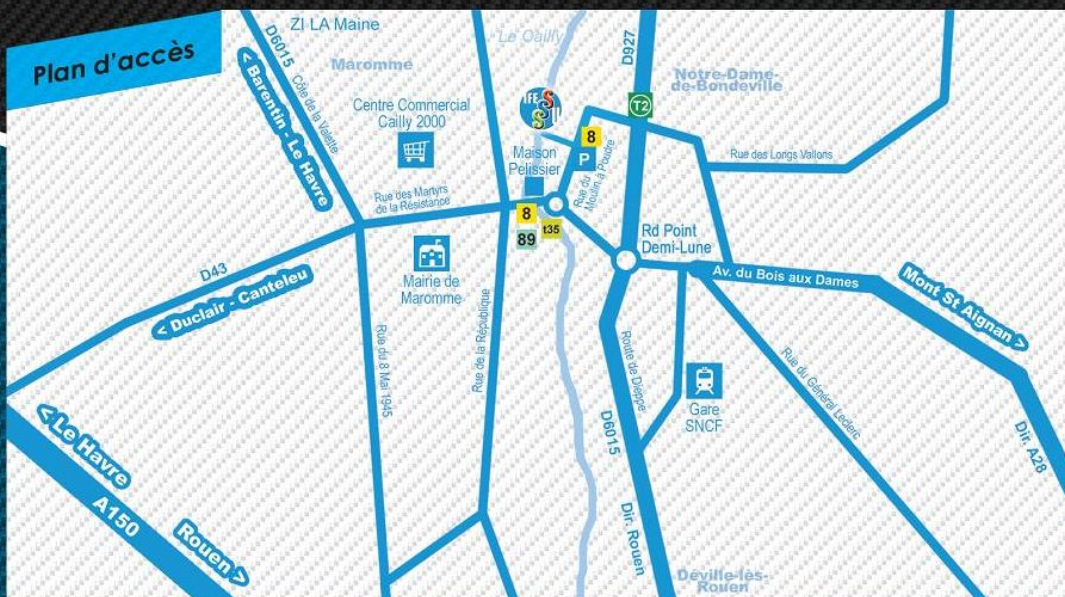 Plan d'accès
D6015
ZI LA Maine
Le Cailly
D927
< Barentin - Le Havre
Côte de la Valette
Maromme
Notre-Dame-
de-Bondeville
Centre Commercial
Cailly 2000
IFE
T2
8
P
Maison
Pelissier
Rue du
Moulin à Poudre
Rue des Longs Vallons
Rue des Martyrs
de la Résistance
8
t35
89
Rd Point
Demi-Lune
D43
< Duclair - Canteleu
Mairie de
Maromme
Av. du Bois aux Dames
Mont St Aignan >
Rue du 8 Mai 1945
Rue de la République
Route de Dieppe
Rue du Général Leclerc
Gare
SNCF
D6015
Dir. A28
< Le Havre
A150
Rouen >
Dir. Rouen
Déville-lès-
Rouen